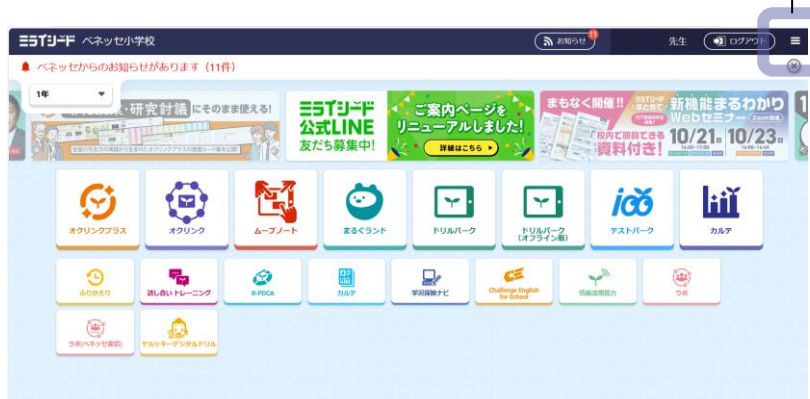 ミライシード ベネッセ小学校
お知らせ
11
先生
ログアウト
ベネッセからのお知らせがあります（11件）
1年
研究討議 にそのまま使える!
ミライシード
公式LINE
友だち募集中!
ご案内ページを
リニューアルしました!
詳細はこちら
まもなく開催!!
新機能まるわかり
Webセミナー
校内で回覧できる
資料付き!
10/21 10/23
オクリンクプラス
オクリンク
ムーブノート
まるぐランド
ドリルパーク
ドリルパーク
(オフライン版)
テストパーク
カルテ
ふりかえり
話し合いトレーニング
R-PDCA
カルテ
学習探険ナビ
Challenge English
for School
情報活用能力
ラボ
ラボ(ベネッセ専用)
ヤルッキーデジタルドリル